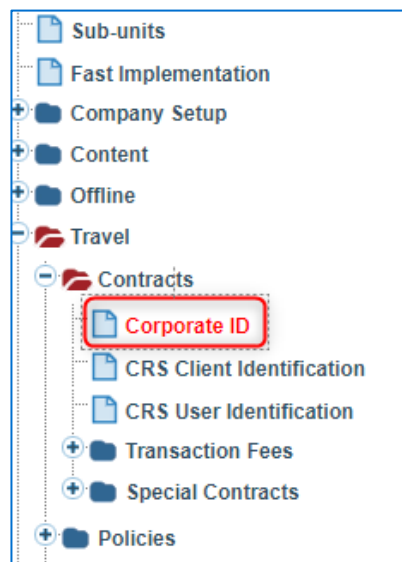 Sub-units
Fast Implementation
Company Setup
Content
Offline
Travel
Contracts
Corporate ID
CRS Client Identification
CRS User Identification
Transaction Fees
Special Contracts
Policies